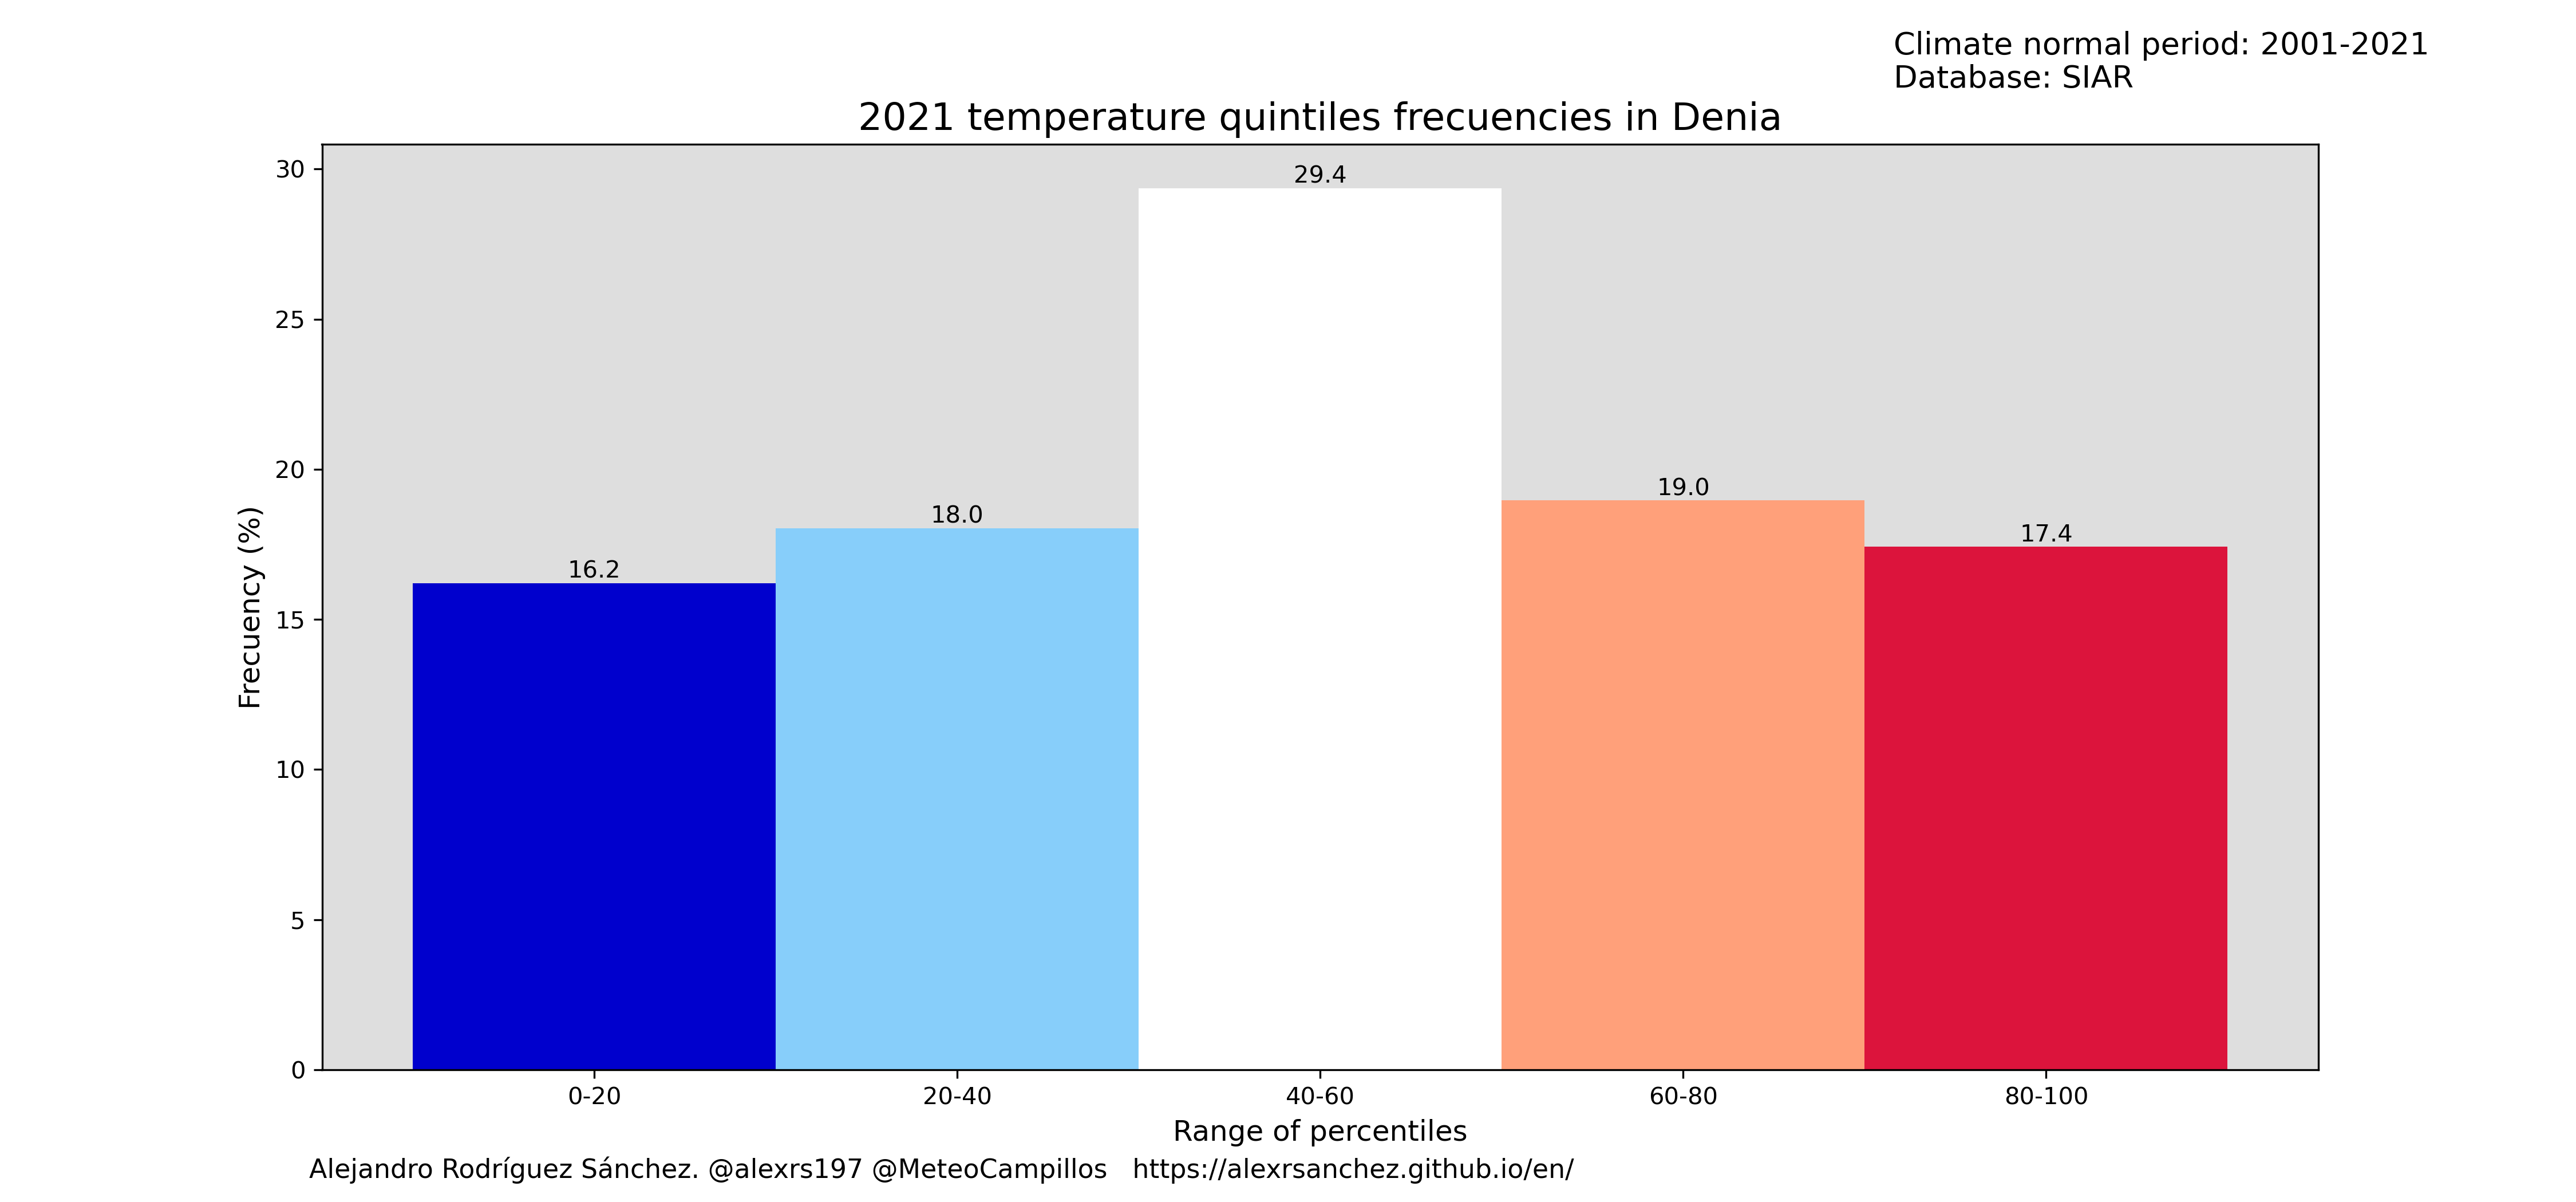 Climate normal period: 2001-2021
Database: SIAR
2021 temperature quintiles frecuencies in Denia
30
25
20
15
10
5
0
Frecuency (%)
16.2
18.0
29.4
19.0
17.4
0-20
20-40
40-60
60-80
80-100
Range of percentiles
Alejandro Rodríguez Sánchez. @alexrs197 @MeteoCampillos   https://alexrsanchez.github.io/en/